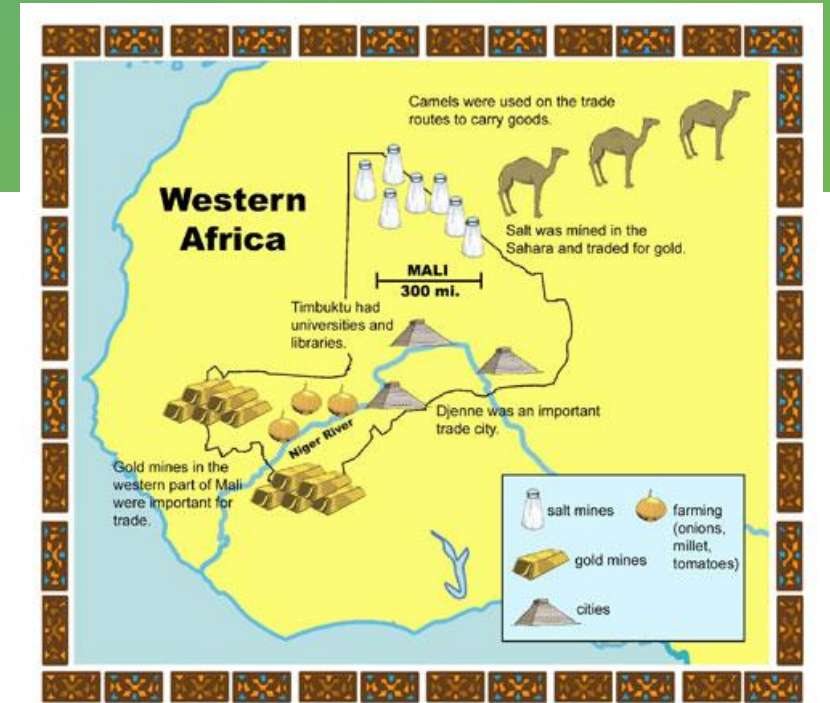 Camels were used on the trade
routes to carry goods.
Western
Africa
Salt was mined in the
Sahara and traded for gold.
MALI
300 mi.
Timbuktu had
universities and
libraries.
Djenne was an important
trade city.
Niger River
Gold mines in the
western part of Mali
were important for
trade.
salt mines
farming
(onions,
millet,
tomatoes)
gold mines
cities